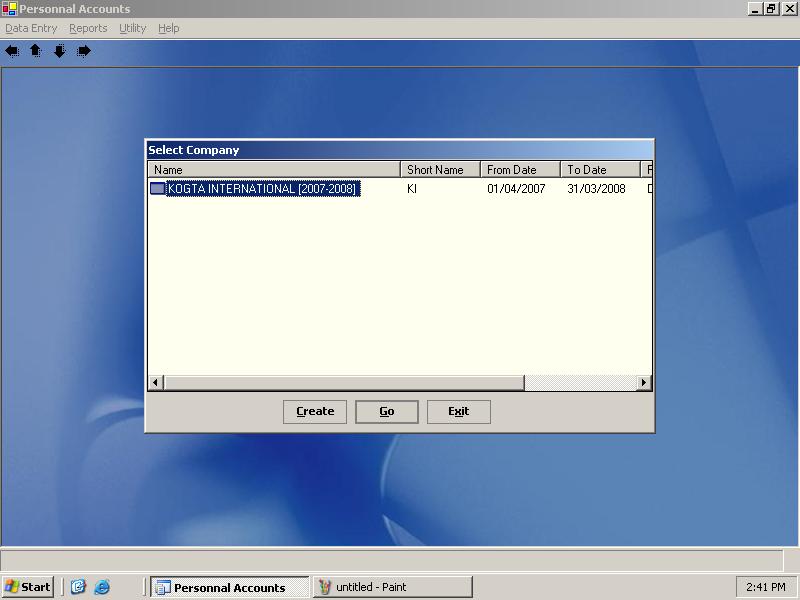 Personnal Accounts
Data Entry Reports Utility Help
Select Company
Name Short Name From Date To Date
KOGTA INTERNATIONAL [2007-2008] KI 01/04/2007 31/03/2008
Create Go Exit
Start Personnal Accounts untitled - Paint 2:41 PM